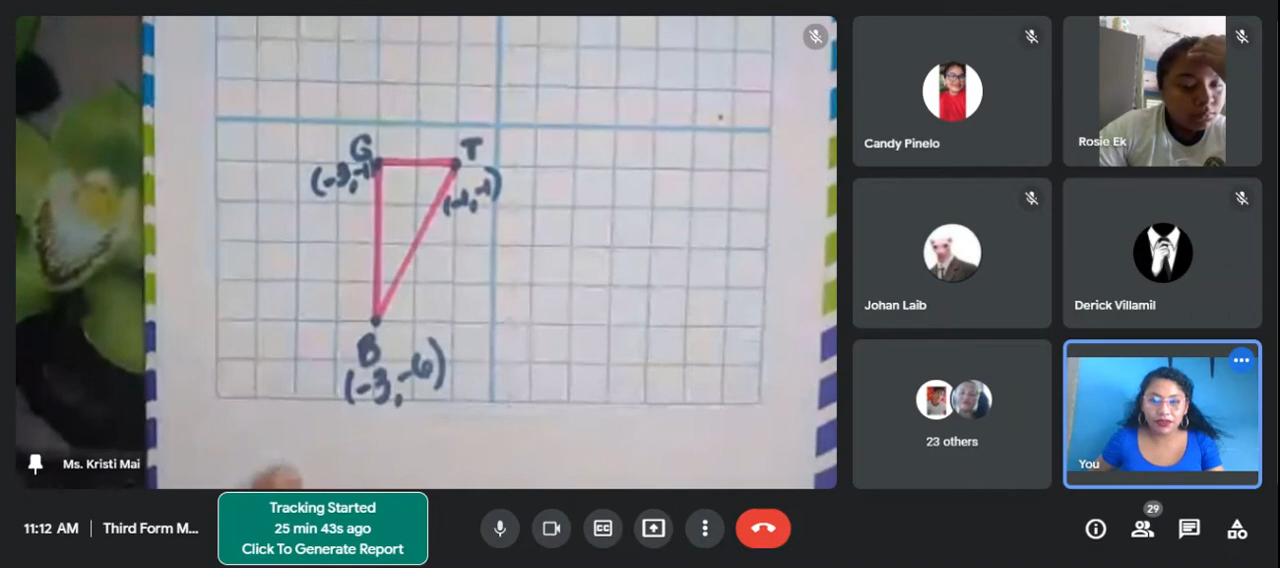 G
T
(-3,-1)
(-1,-1)
B
(-3,-6)
Ms. Kristi Mai
Candy Pinelo
Rosie Ek
Johan Laib
Derick Villamil
23 others
You
11:12 AM
Third Form M...
Tracking Started
25 min 43s ago
Click To Generate Report
CC
29